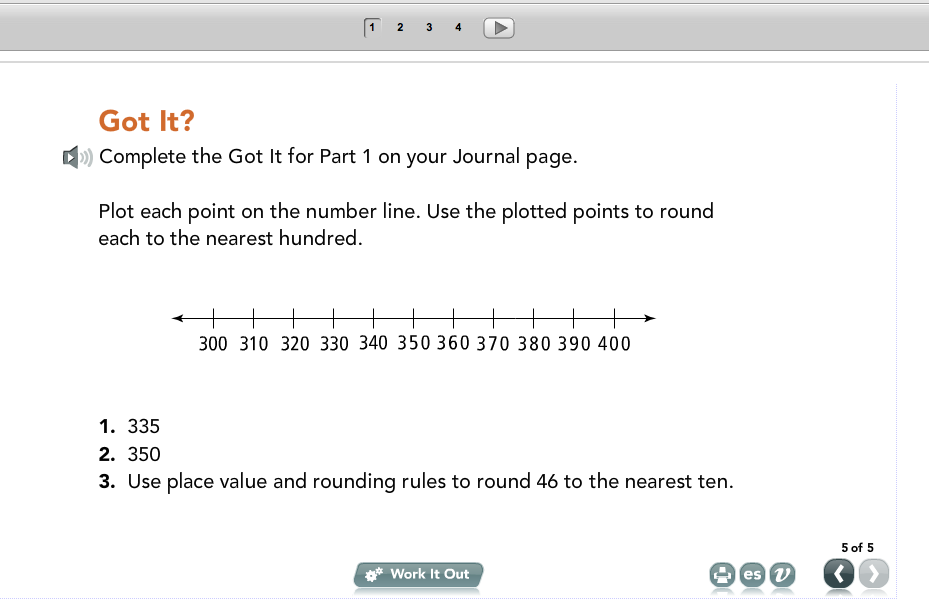 1 2 3 4
Got It?
Complete the Got It for Part 1 on your Journal page.
Plot each point on the number line. Use the plotted points to round
each to the nearest hundred.
300 310 320 330 340 350 360 370 380 390 400
1. 335
2. 350
3. Use place value and rounding rules to round 46 to the nearest ten.
5 of 5
Work It Out
es
v